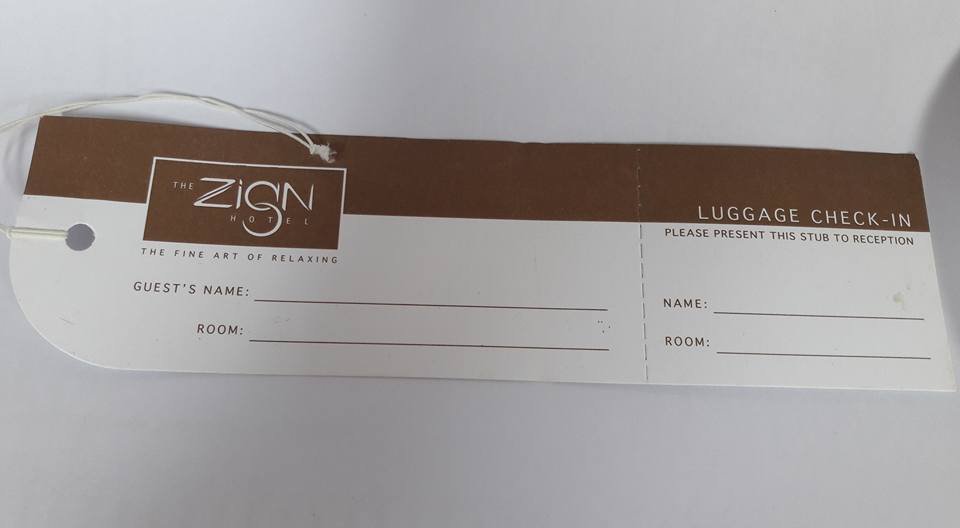 THE ZiGN
HOTEL
THE FINE ART OF RELAXING
GUEST'S NAME:
ROOM:
LUGGAGE CHECK-IN
PLEASE PRESENT THIS STUB TO RECEPTION
NAME:
ROOM: